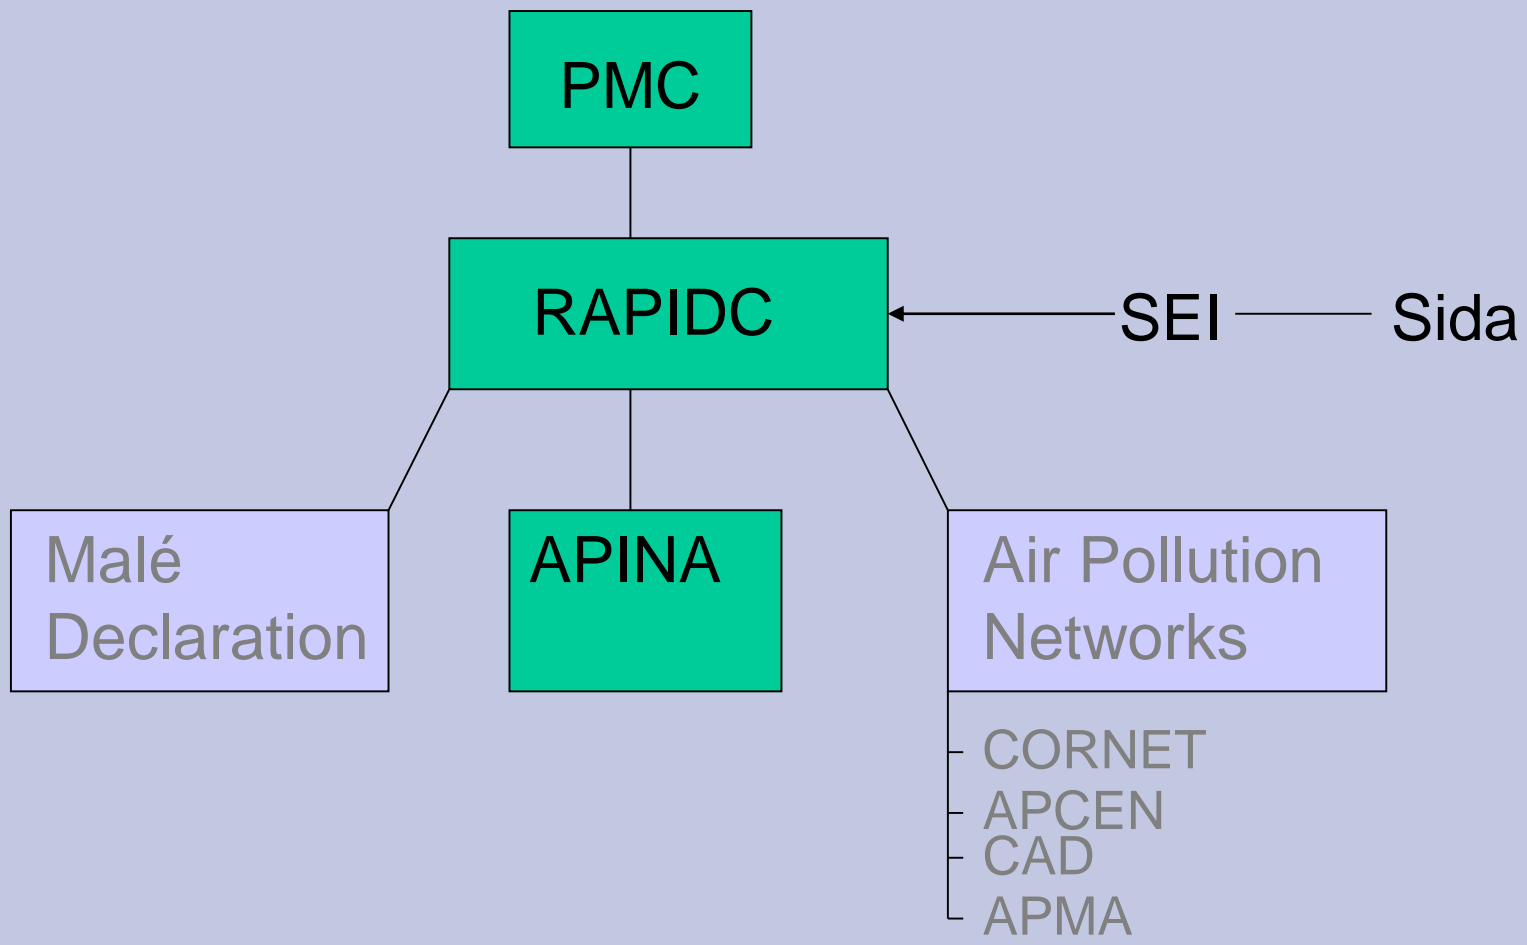 PMC
RAPIDC
SEI
Sida
Malé
Declaration
APINA
Air Pollution
Networks
CORNET
APCEN
CAD
APMA